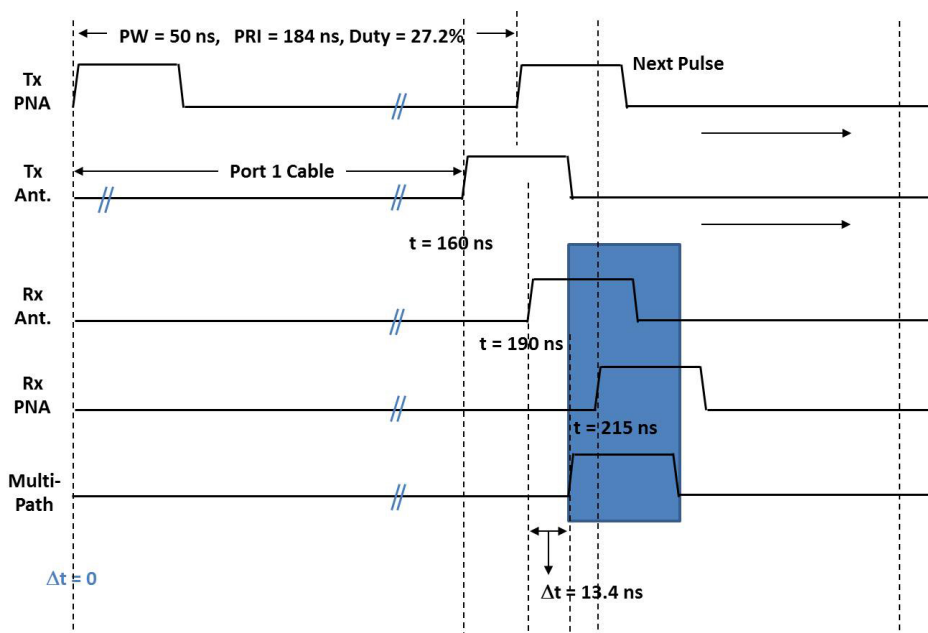 PW = 50 ns, PRI = 184 ns, Duty = 27.2%
Tx
PNA
Next Pulse
Tx
Ant.
Port 1 Cable
t = 160 ns
Rx
Ant.
t = 190 ns
Rx
PNA
t = 215 ns
Multi-
Path
Δt = 0
Δt = 13.4 ns